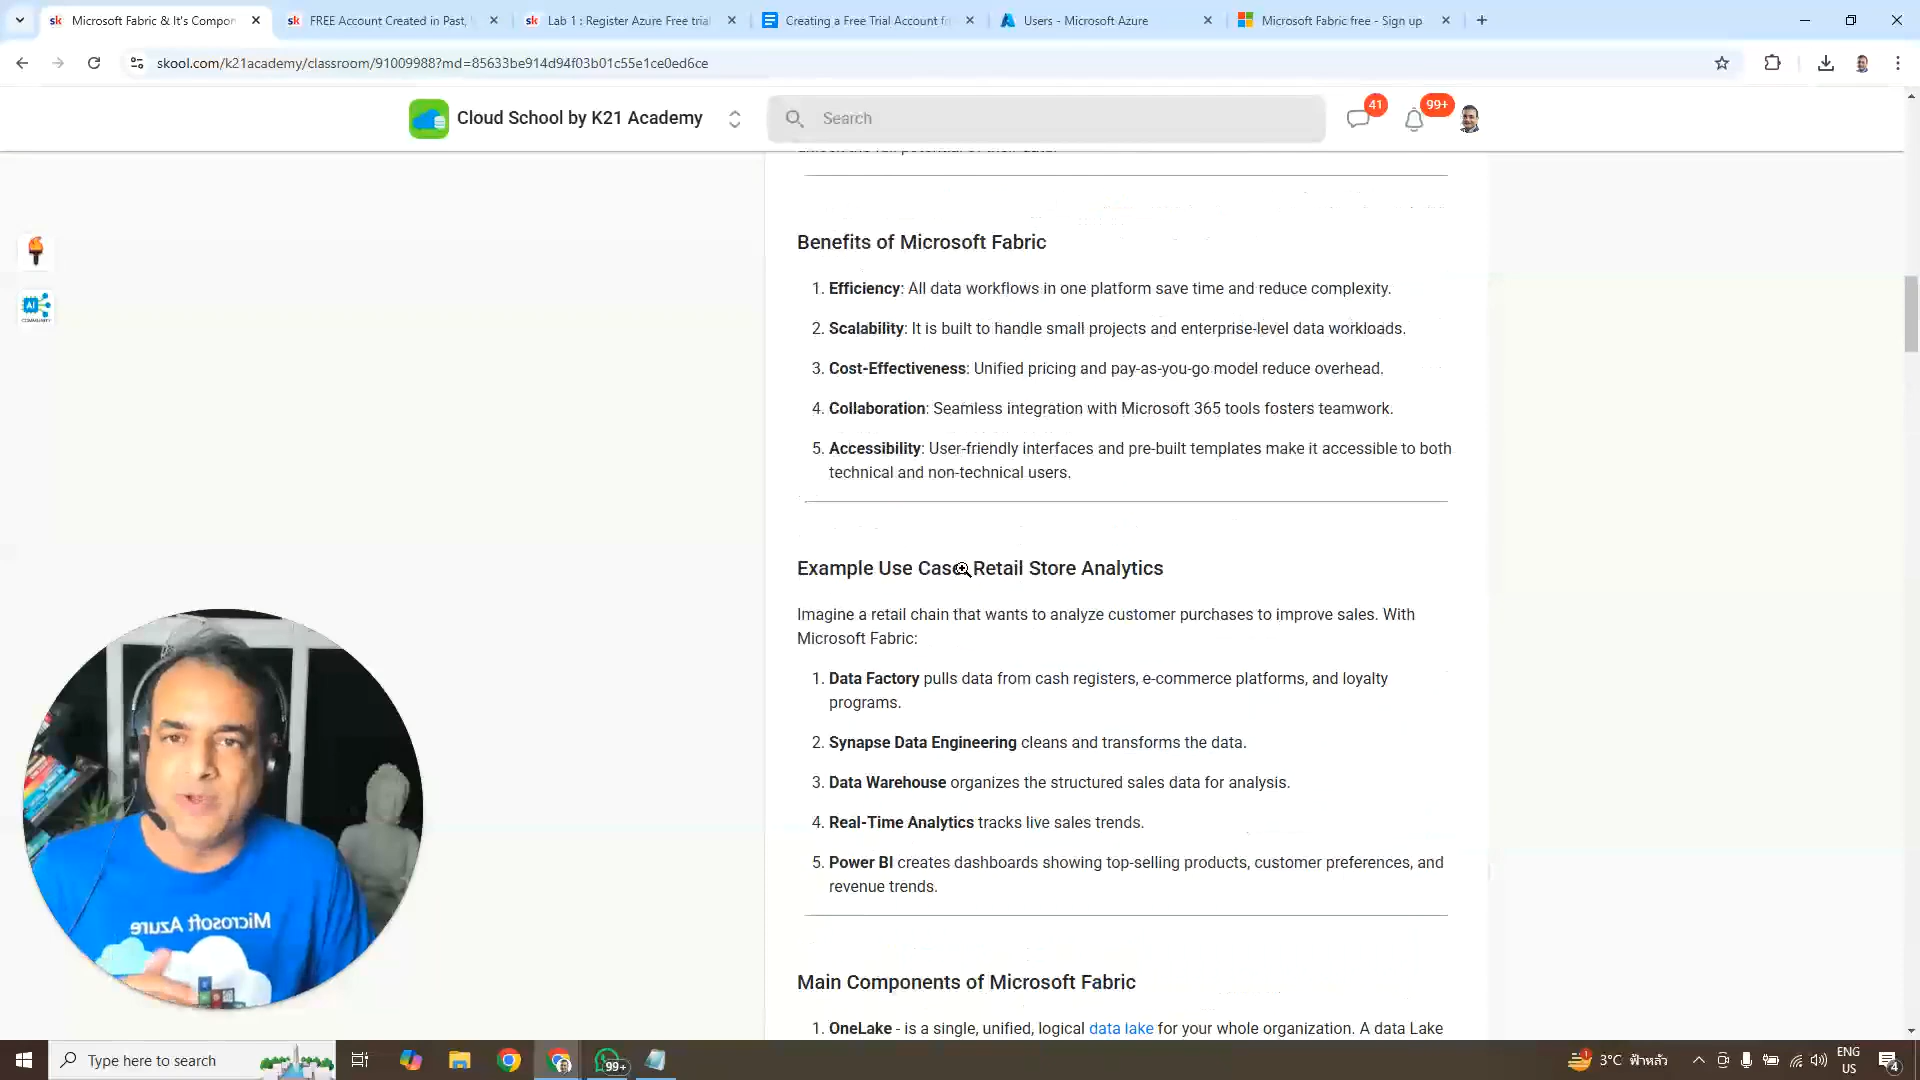 Microsoft Fabric & It's Compon
FREE Account Created in Past,
Lab 1 : Register Azure Free trial
Creating a Free Trial Account f
Users - Microsoft Azure
Microsoft Fabric free - Sign up
skool.com/k21academy/classroom/91009988?md=85633be914d94f03b01c55e1ce0ed6ce
Cloud School by K21 Academy
Search
41
99+
Benefits of Microsoft Fabric
1. Efficiency: All data workflows in one platform save time and reduce complexity.
2. Scalability: It is built to handle small projects and enterprise-level data workloads.
3. Cost-Effectiveness: Unified pricing and pay-as-you-go model reduce overhead.
4. Collaboration: Seamless integration with Microsoft 365 tools fosters teamwork.
5. Accessibility: User-friendly interfaces and pre-built templates make it accessible to both
technical and non-technical users.
Example Use Case: Retail Store Analytics
Imagine a retail chain that wants to analyze customer purchases to improve sales. With
Microsoft Fabric:
1. Data Factory pulls data from cash registers, e-commerce platforms, and loyalty
programs.
2. Synapse Data Engineering cleans and transforms the data.
3. Data Warehouse organizes the structured sales data for analysis.
4. Real-Time Analytics tracks live sales trends.
5. Power BI creates dashboards showing top-selling products, customer preferences, and
revenue trends.
Main Components of Microsoft Fabric
1. OneLake - is a single, unified, logical data lake for your whole organization. A data Lake
AI
COMMUNITY
Microsoft Azure
Type here to search
99+
1
3°C ฟ้าหลัว
ENG
US
4